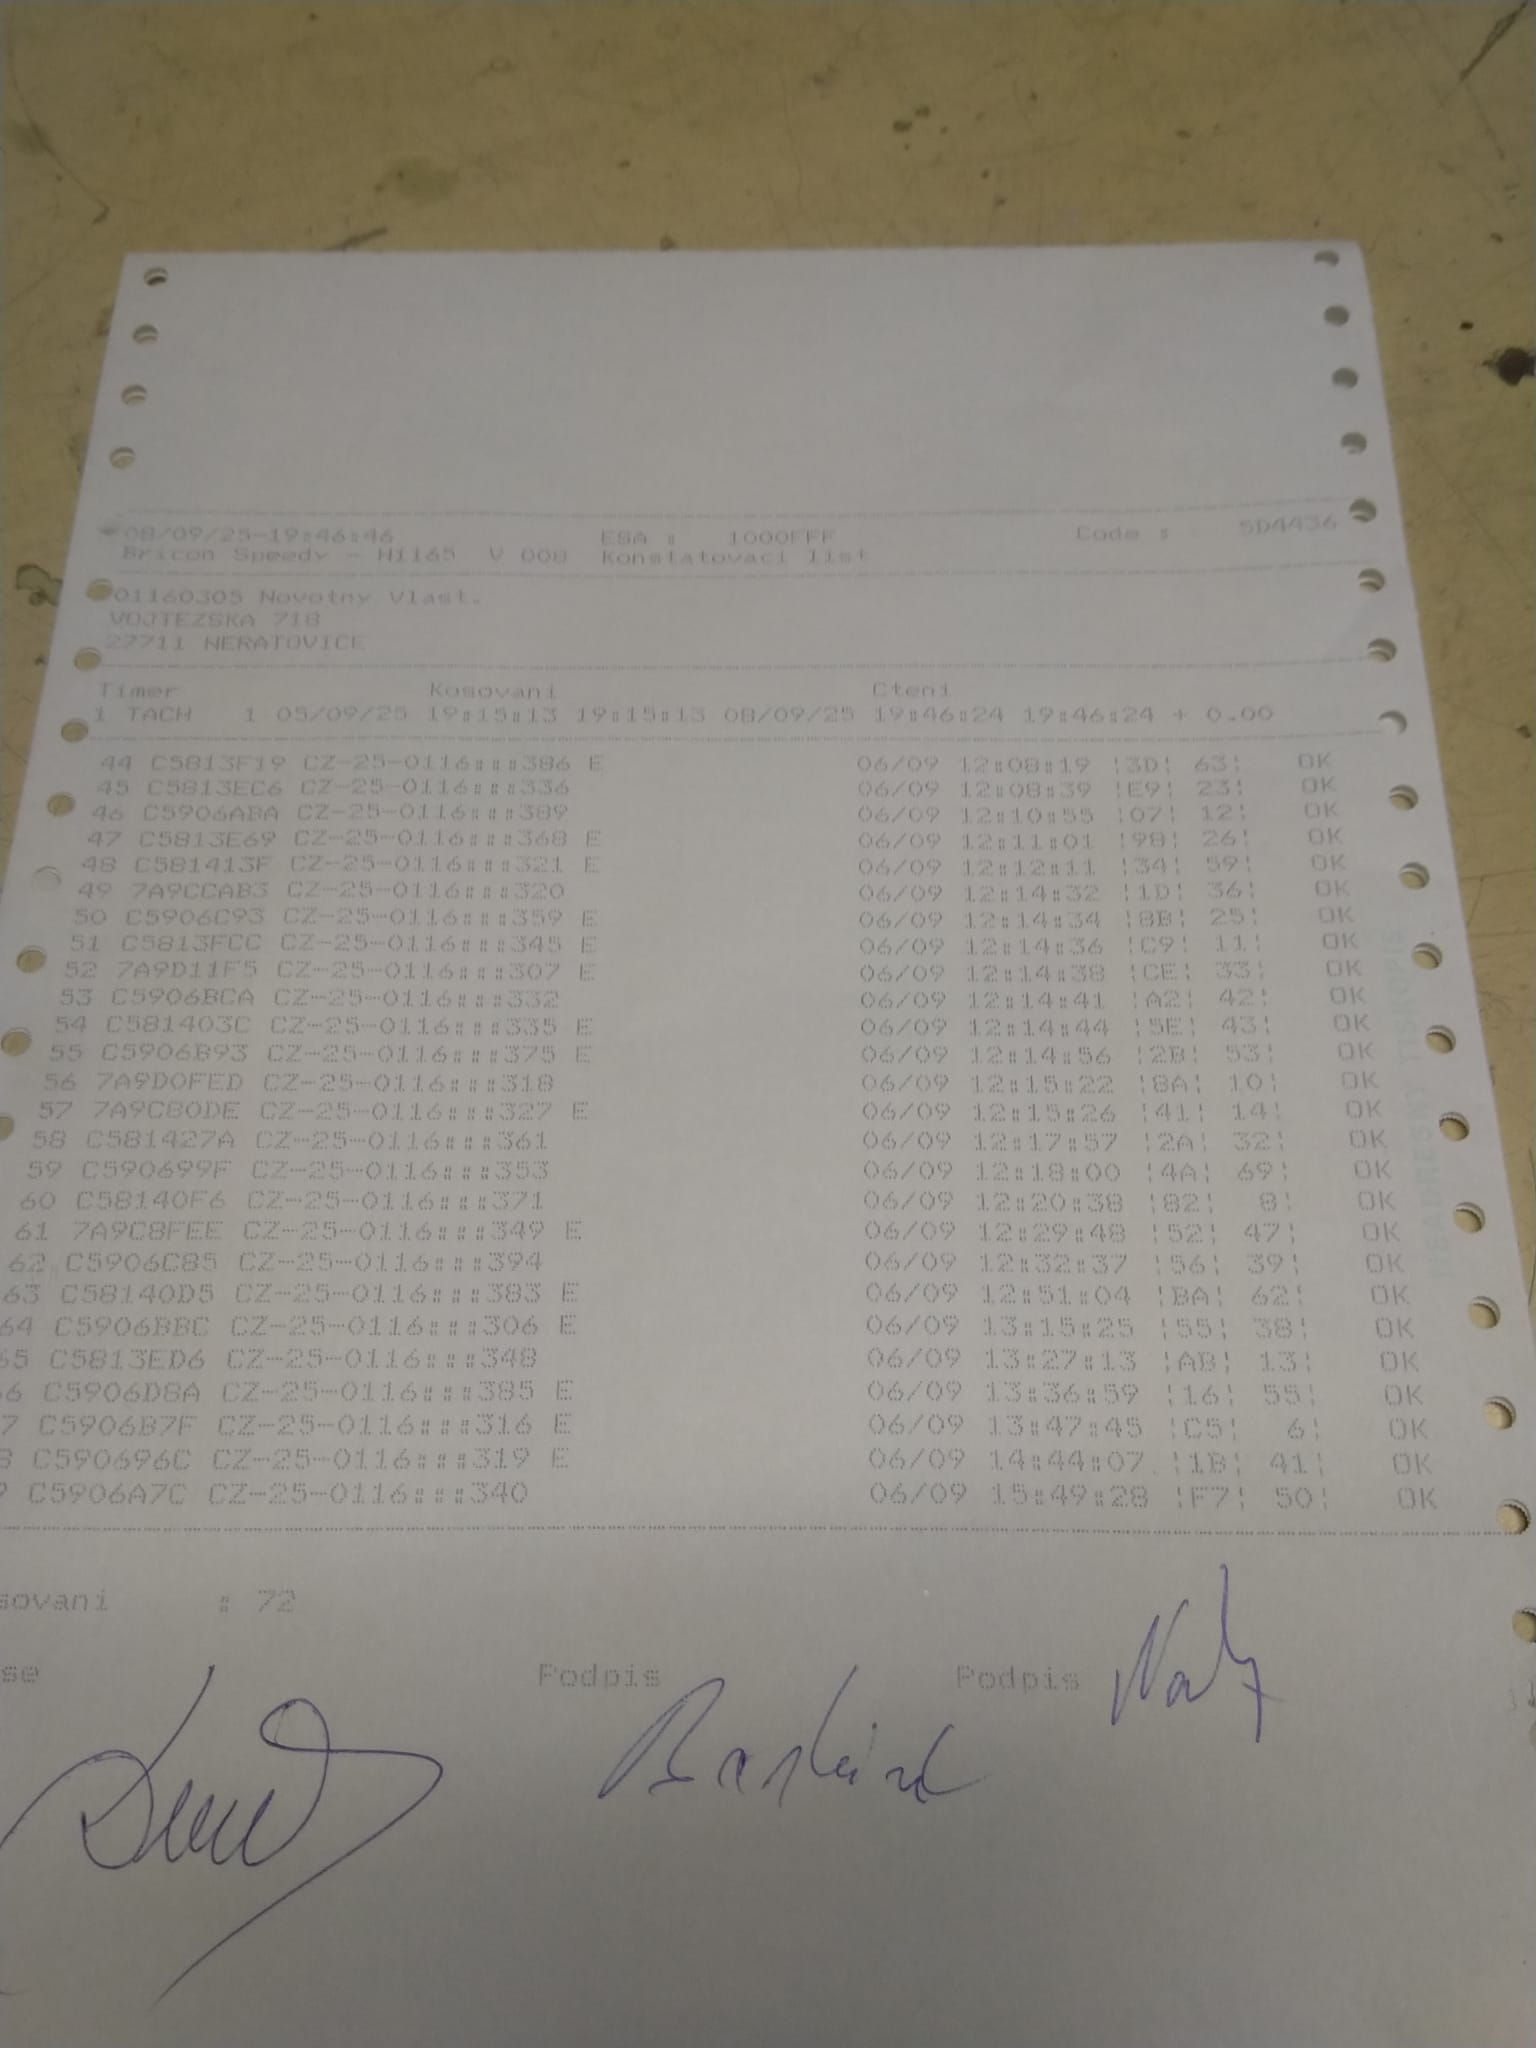 08/09/25-19:46:46 ESA : 1000FFF Code : 5D4436
Bricon Speedy - H1165 V 008 Konstatovaci list
01160305 Novotny Vlast.
VOJTEZSKA 718
27711 NERATOVICE
Timer Kosovani Cteni
1 TACH 1 05/09/25 19:15:13 19:15:13 08/09/25 19:46:24 19:46:24 + 0.00
44 C5813F19 CZ-25-0116:::386 E 06/09 12:08:19 ¦3D¦ 63¦ OK
45 C5813EC6 CZ-25-0116:::336 06/09 12:08:39 ¦E9¦ 23¦ OK
46 C5906ABA CZ-25-0116:::389 06/09 12:10:55 ¦07¦ 12¦ OK
47 C5813E69 CZ-25-0116:::368 E 06/09 12:11:01 ¦98¦ 26¦ OK
48 C581413F CZ-25-0116:::321 E 06/09 12:12:11 ¦34¦ 59¦ OK
49 7A9CCAB3 CZ-25-0116:::320 06/09 12:14:32 ¦1D¦ 36¦ OK
50 C5906C93 CZ-25-0116:::359 E 06/09 12:14:34 ¦8B¦ 25¦ OK
51 C5813FCC CZ-25-0116:::345 E 06/09 12:14:36 ¦C9¦ 11¦ OK
52 7A9D11F5 CZ-25-0116:::307 E 06/09 12:14:38 ¦CE¦ 33¦ OK
53 C5906BCA CZ-25-0116:::332 06/09 12:14:41 ¦A2¦ 42¦ OK
54 C581403C CZ-25-0116:::335 E 06/09 12:14:44 ¦5E¦ 43¦ OK
55 C5906B93 CZ-25-0116:::375 E 06/09 12:14:56 ¦2B¦ 53¦ OK
56 7A9D0FED CZ-25-0116:::318 06/09 12:15:22 ¦8A¦ 10¦ OK
57 7A9C80DE CZ-25-0116:::327 E 06/09 12:15:26 ¦41¦ 14¦ OK
58 C581427A CZ-25-0116:::361 06/09 12:17:57 ¦2A¦ 32¦ OK
59 C590699F CZ-25-0116:::353 06/09 12:18:00 ¦4A¦ 69¦ OK
60 C58140F6 CZ-25-0116:::371 06/09 12:20:38 ¦82¦ 8¦ OK
61 7A9C8FEE CZ-25-0116:::349 E 06/09 12:29:48 ¦52¦ 47¦ OK
62 C5906C85 CZ-25-0116:::394 06/09 12:32:37 ¦56¦ 39¦ OK
63 C58140D5 CZ-25-0116:::383 E 06/09 12:51:04 ¦BA¦ 62¦ OK
64 C5906BBC CZ-25-0116:::306 E 06/09 13:15:25 ¦55¦ 38¦ OK
65 C5813ED6 CZ-25-0116:::348 06/09 13:27:13 ¦AB¦ 13¦ OK
6 C5906D8A CZ-25-0116:::385 E 06/09 13:36:59 ¦16¦ 55¦ OK
7 C5906B7F CZ-25-0116:::316 E 06/09 13:47:45 ¦C5¦ 6¦ OK
8 C590696C CZ-25-0116:::319 E 06/09 14:44:07 ¦1B¦ 41¦ OK
9 C5906A7C CZ-25-0116:::340 06/09 15:49:28 ¦F7¦ 50¦ OK
sovani : 72
se Podpis Podpis